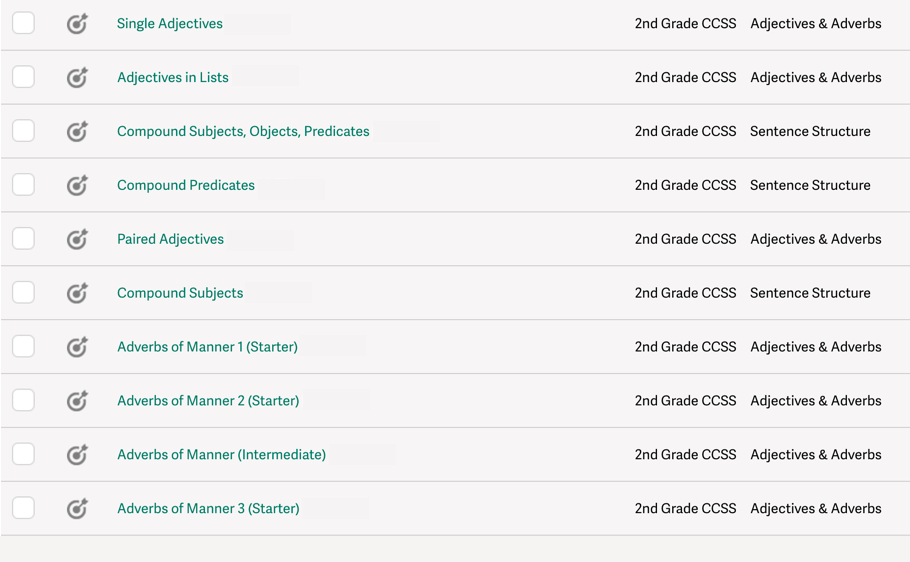 Single Adjectives 2nd Grade CCSS Adjectives & Adverbs
Adjectives in Lists 2nd Grade CCSS Adjectives & Adverbs
Compound Subjects, Objects, Predicates 2nd Grade CCSS Sentence Structure
Compound Predicates 2nd Grade CCSS Sentence Structure
Paired Adjectives 2nd Grade CCSS Adjectives & Adverbs
Compound Subjects 2nd Grade CCSS Sentence Structure
Adverbs of Manner 1 (Starter) 2nd Grade CCSS Adjectives & Adverbs
Adverbs of Manner 2 (Starter) 2nd Grade CCSS Adjectives & Adverbs
Adverbs of Manner (Intermediate) 2nd Grade CCSS Adjectives & Adverbs
Adverbs of Manner 3 (Starter) 2nd Grade CCSS Adjectives & Adverbs